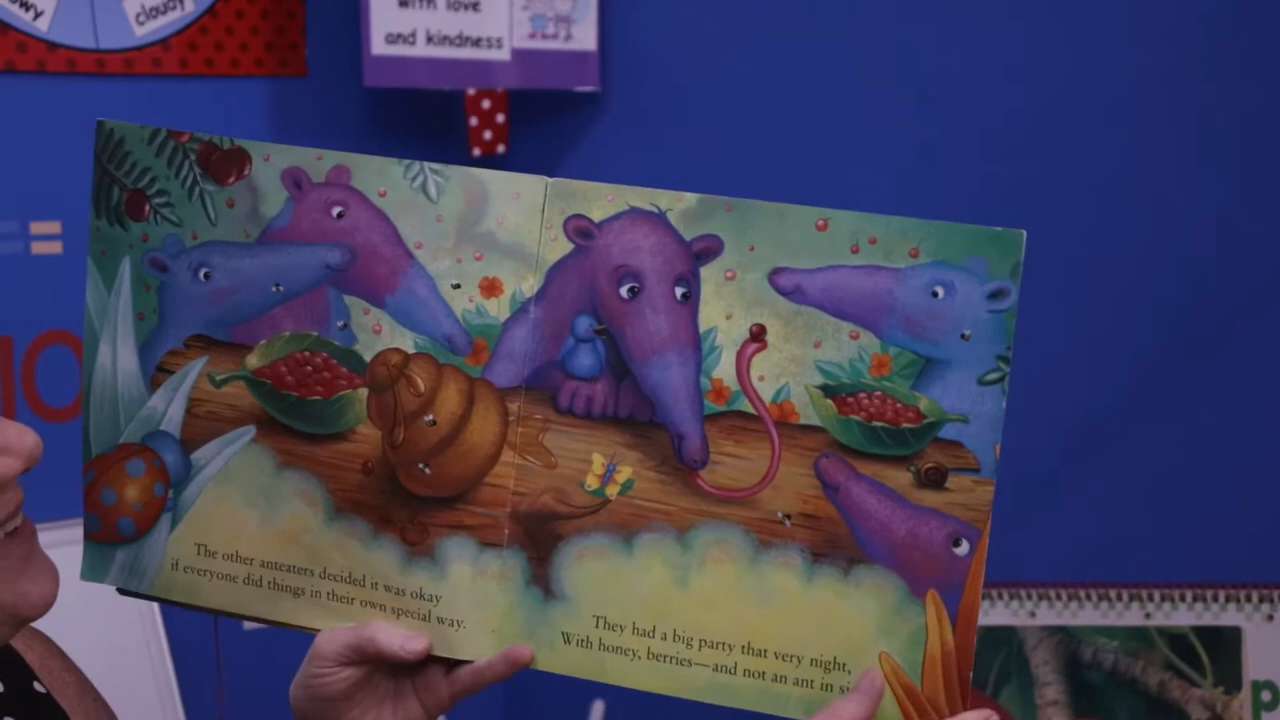 cloudy
with love
and kindness
=
The other anteaters decided it was okay
if everyone did things in their own special way.
They had a big party that very night,
With honey, berries—and not an ant in